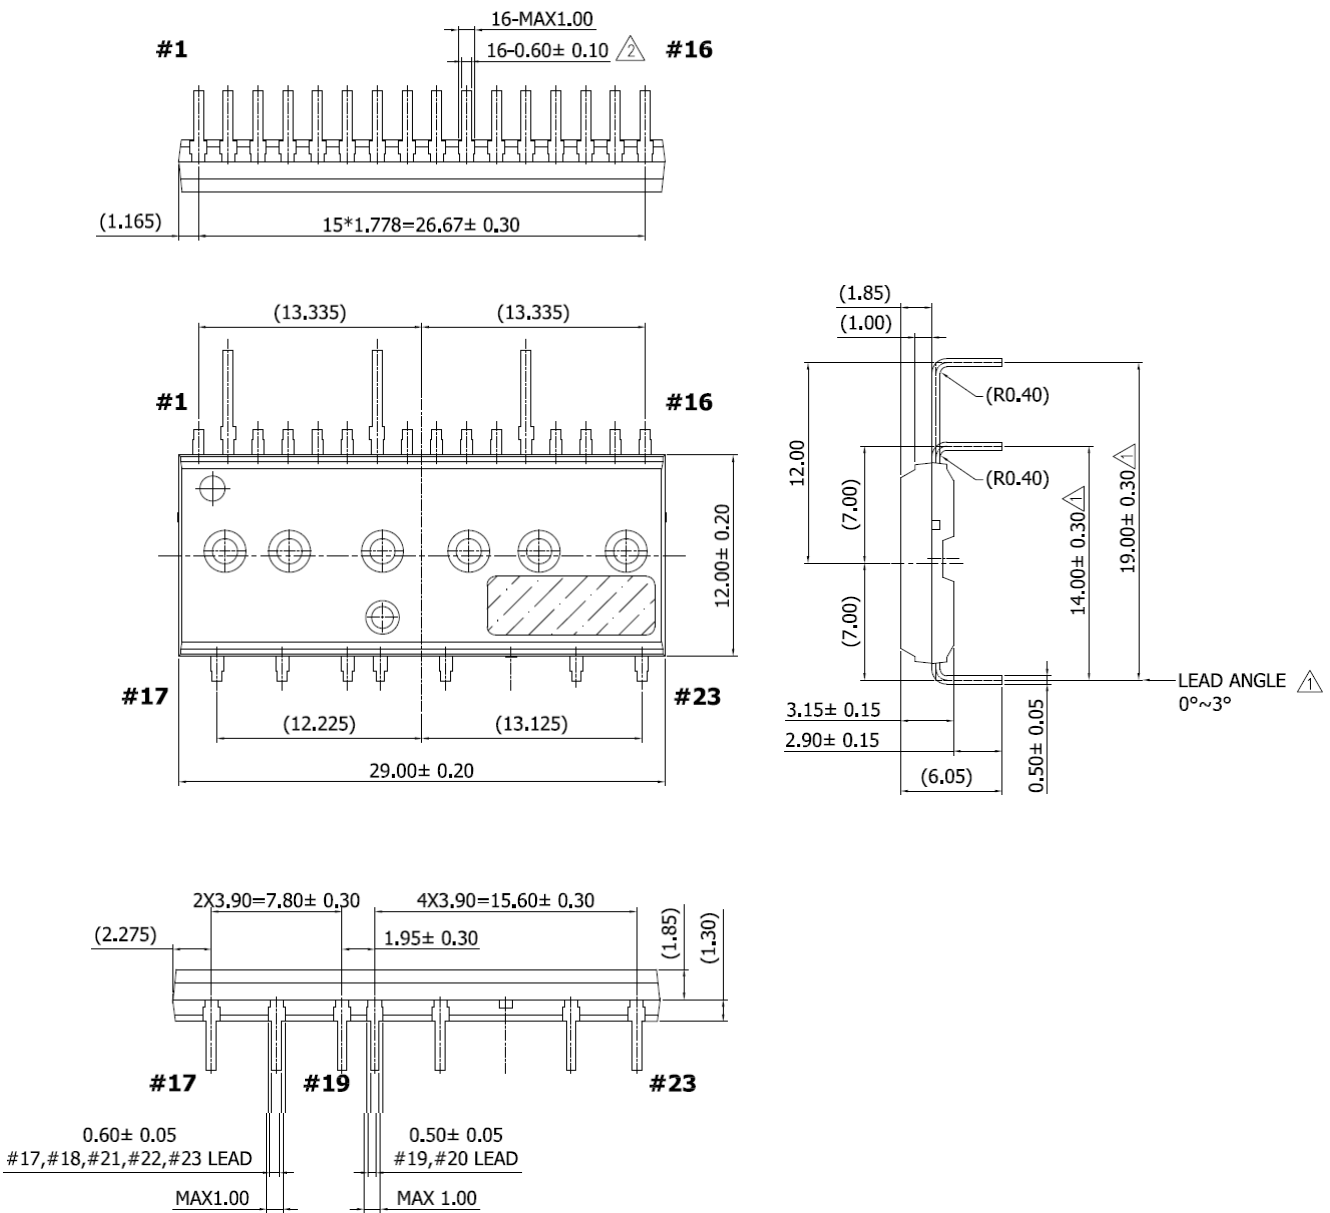 16-MAX1.00
#1
16-0.60± 0.10 2
#16
(1.165)
15*1.778=26.67± 0.30
(13.335)
(13.335)
#1
#16
12.00± 0.20
#17
#23
(12.225)
(13.125)
29.00± 0.20
(1.85)
(1.00)
(R0.40)
12.00
(7.00)
(R0.40)
14.00± 0.30 1
19.00± 0.30 1
(7.00)
LEAD ANGLE 1
0°~3°
3.15± 0.15
2.90± 0.15
(6.05)
0.50± 0.05
2X3.90=7.80± 0.30
4X3.90=15.60± 0.30
(2.275)
1.95± 0.30
(1.85)
(1.30)
#17
#19
#23
0.60± 0.05
#17,#18,#21,#22,#23 LEAD
MAX1.00
0.50± 0.05
#19,#20 LEAD
MAX 1.00